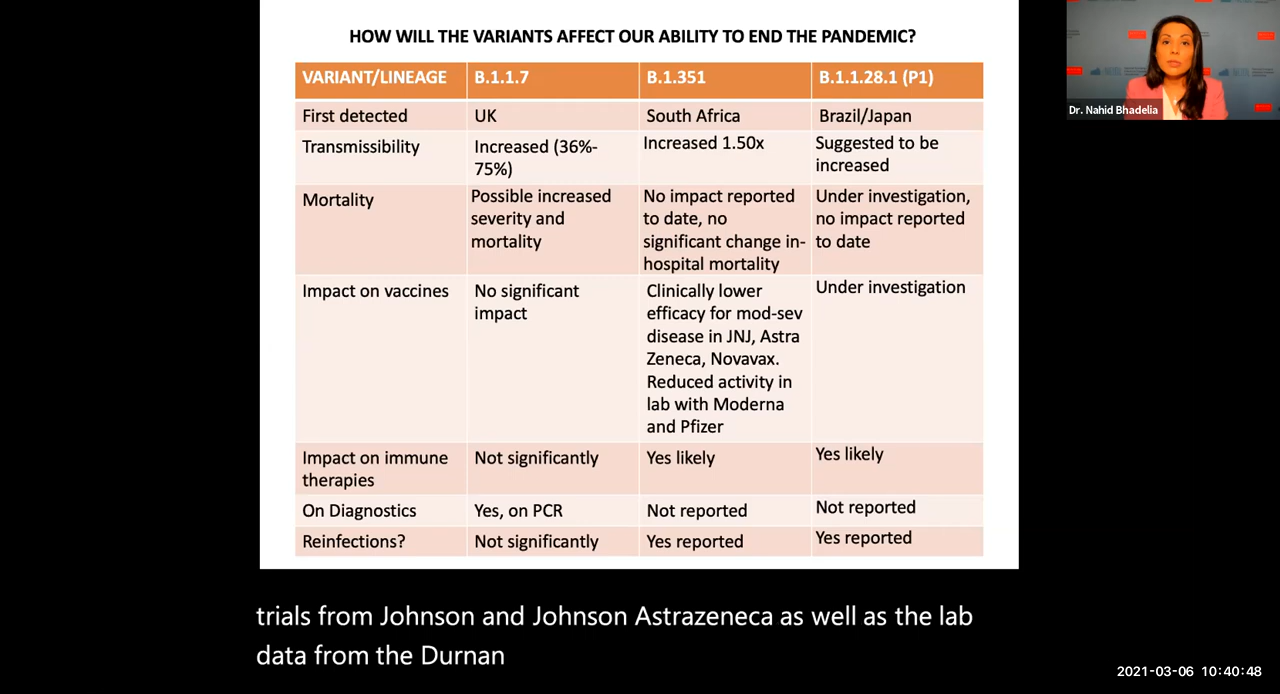 HOW WILL THE VARIANTS AFFECT OUR ABILITY TO END THE PANDEMIC?
VARIANT/LINEAGE B.1.1.7 B.1.351 B.1.1.28.1 (P1)
First detected UK South Africa Brazil/Japan
Transmissibility
Increased (36%-
75%)
Increased 1.50x
Suggested to be
increased
Mortality
Possible increased
severity and
mortality
No impact reported
to date, no
significant change in-
hospital mortality
Under investigation,
no impact reported
to date
Impact on vaccines
No significant
impact
Clinically lower
efficacy for mod-sev
disease in JNJ, Astra
Zeneca, Novavax.
Reduced activity in
lab with Moderna
and Pfizer
Under investigation
Impact on immune
therapies
Not significantly
Yes likely
Yes likely
On Diagnostics Yes, on PCR Not reported Not reported
Reinfections? Not significantly Yes reported Yes reported
Dr. Nahid Bhadelia
trials from Johnson and Johnson Astrazeneca as well as the lab
data from the Durnan
2021-03-06 10:40:48